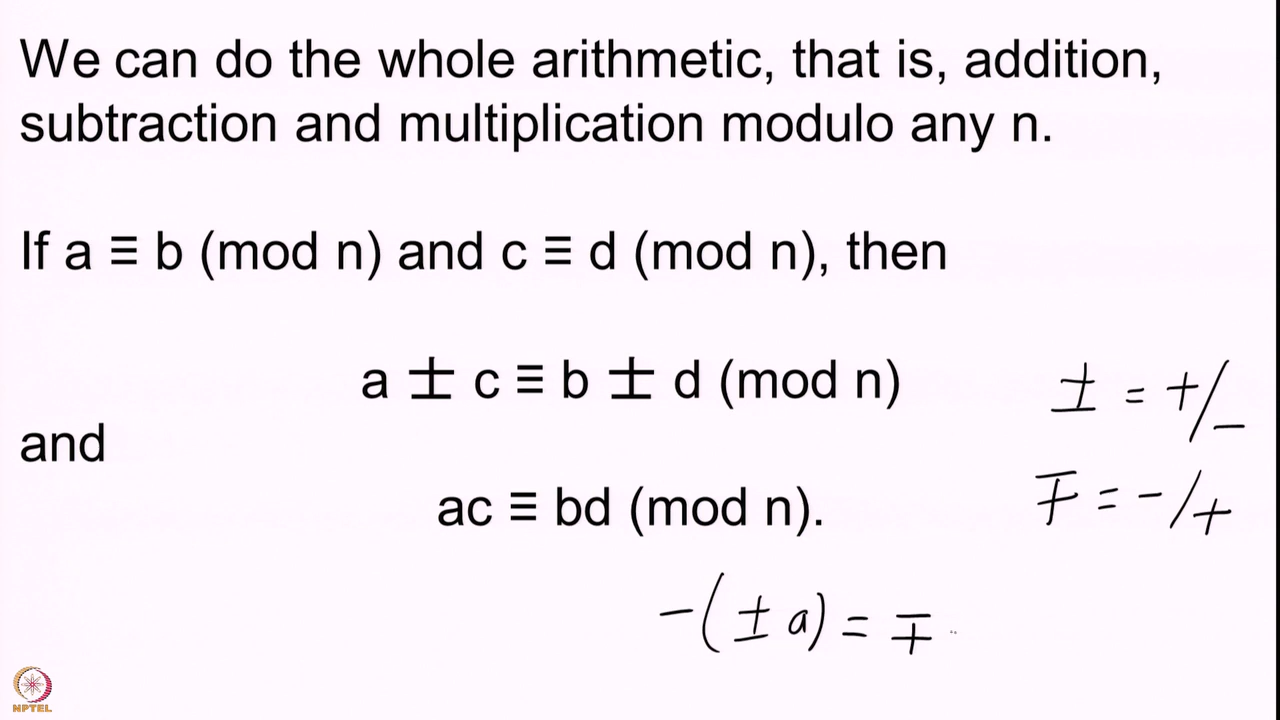 We can do the whole arithmetic, that is, addition,
subtraction and multiplication modulo any n.
If a ≡ b (mod n) and c ≡ d (mod n), then
a ± c ≡ b ± d (mod n)
± = +/−
and
ac ≡ bd (mod n).
∓ = −/+
−(± a) = ∓
NPTEL